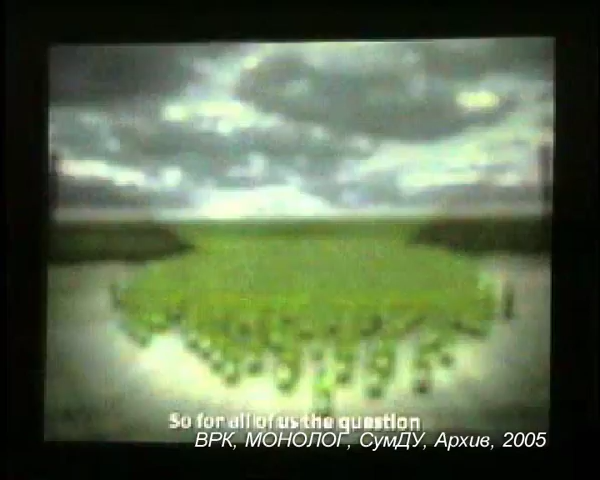 So for all of us the question
ВРК, МОНОЛОГ, СумДУ, Архив, 2005